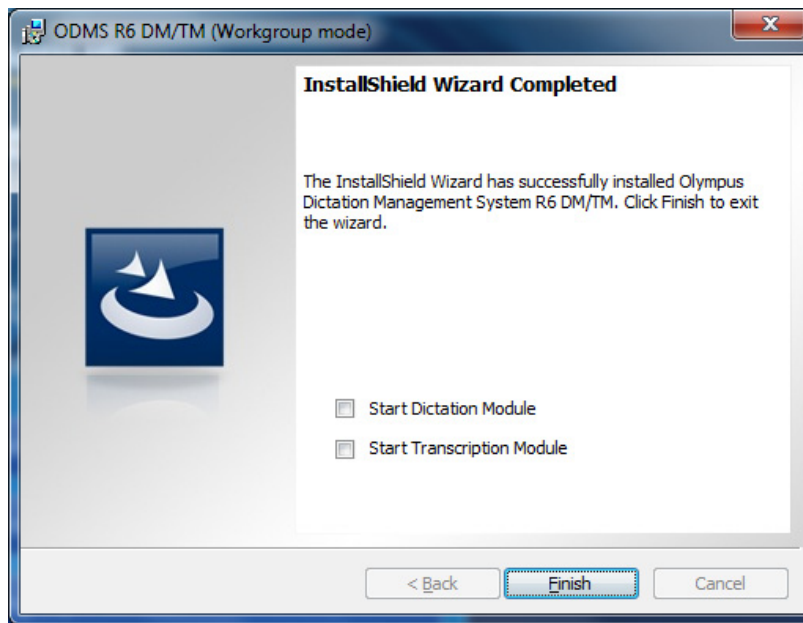 ODMS R6 DM/TM (Workgroup mode)
InstallShield Wizard Completed
The InstallShield Wizard has successfully installed Olympus
Dictation Management System R6 DM/TM. Click Finish to exit
the wizard.
Start Dictation Module
Start Transcription Module
< Back Finish Cancel